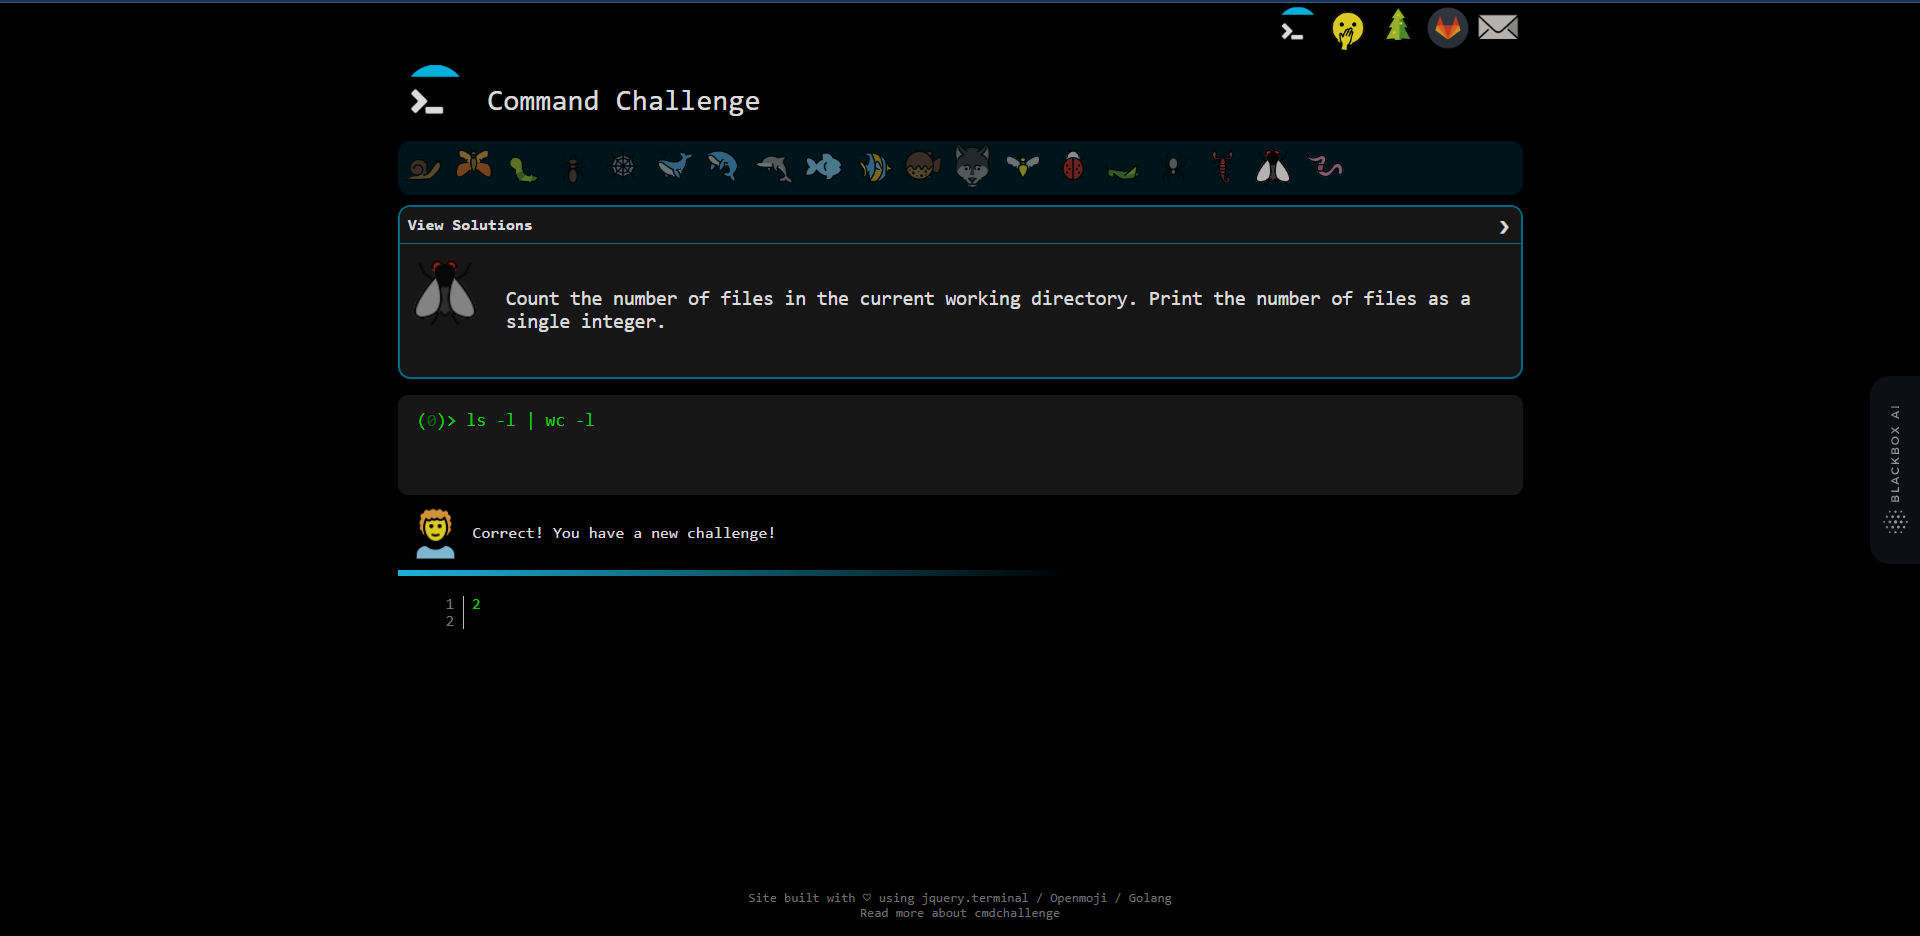 Command Challenge
View Solutions
Count the number of files in the current working directory. Print the number of files as a
single integer.
(0)> ls -l | wc -l
Correct! You have a new challenge!
1 2
2
BLACKBOX AI
Site built with ♡ using jquery.terminal / Openmoji / Golang
Read more about cmdchallenge